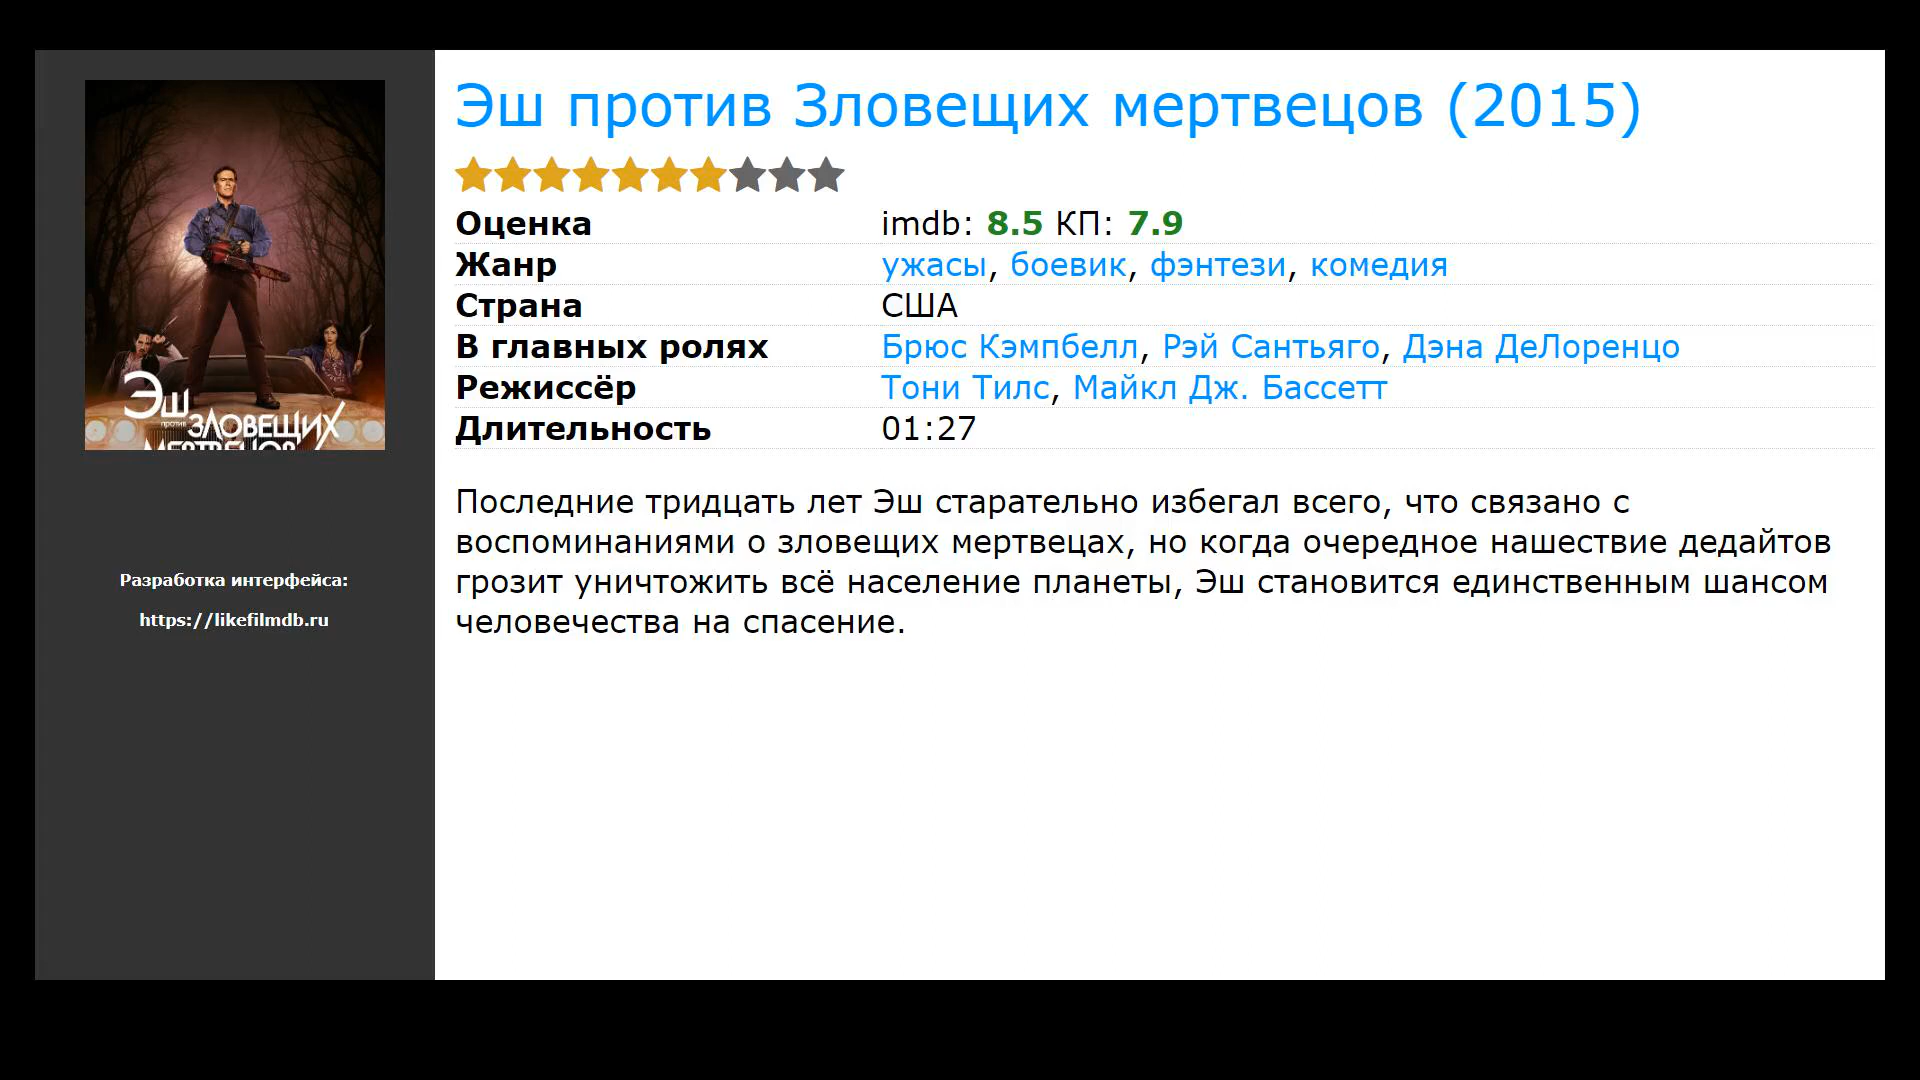 Эш
против
ЗЛОВЕЩИХ
МЕРТВЕЦОВ
Разработка интерфейса:
https://likefilmdb.ru
Эш против Зловещих мертвецов (2015)
Оценка imdb: 8.5 КП: 7.9
Жанр ужасы, боевик, фэнтези, комедия
Страна США
В главных ролях Брюс Кэмпбелл, Рэй Сантьяго, Дэна ДеЛоренцо
Режиссёр Тони Тилс, Майкл Дж. Бассетт
Длительность 01:27
Последние тридцать лет Эш старательно избегал всего, что связано с
воспоминаниями о зловещих мертвецах, но когда очередное нашествие дедайтов
грозит уничтожить всё население планеты, Эш становится единственным шансом
человечества на спасение.